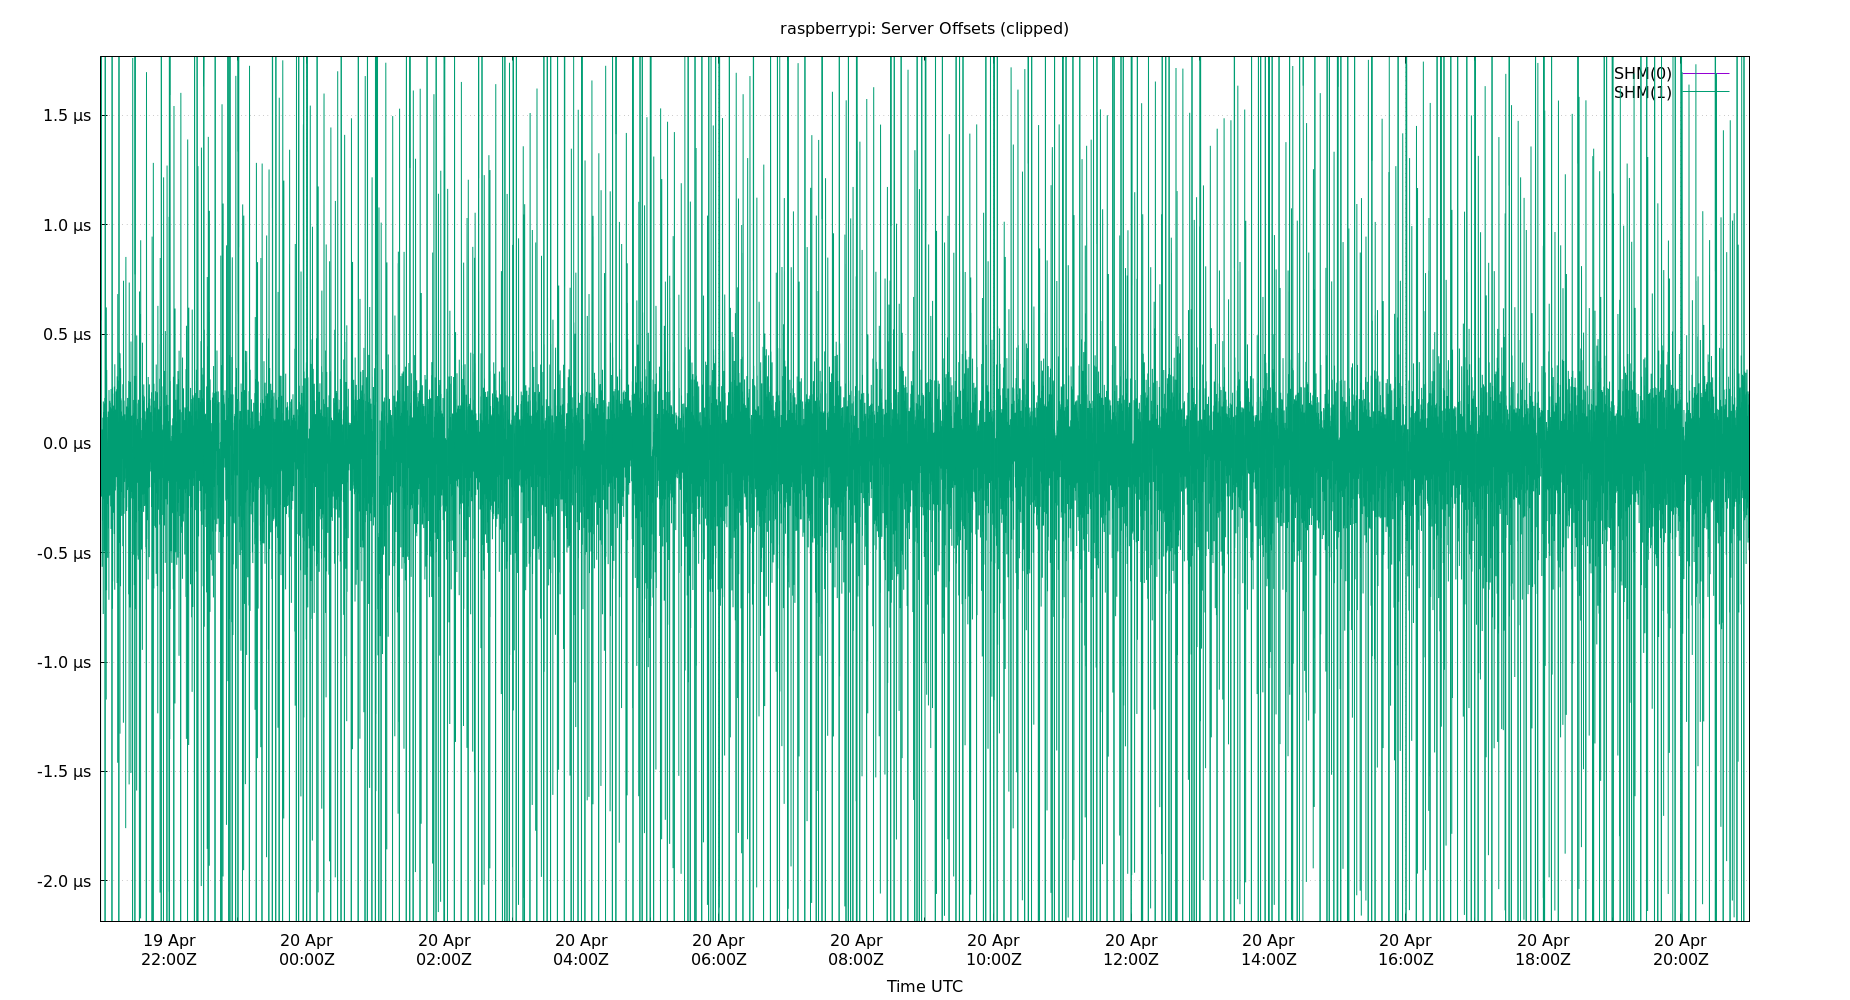 raspberrypi: Server Offsets (clipped)
SHM(0)
SHM(1)
1.5 µs
1.0 µs
0.5 µs
0.0 µs
-0.5 µs
-1.0 µs
-1.5 µs
-2.0 µs
19 Apr 20 Apr 20 Apr 20 Apr 20 Apr 20 Apr 20 Apr 20 Apr 20 Apr 20 Apr 20 Apr 20 Apr
22:00Z 00:00Z 02:00Z 04:00Z 06:00Z 08:00Z 10:00Z 12:00Z 14:00Z 16:00Z 18:00Z 20:00Z
Time UTC